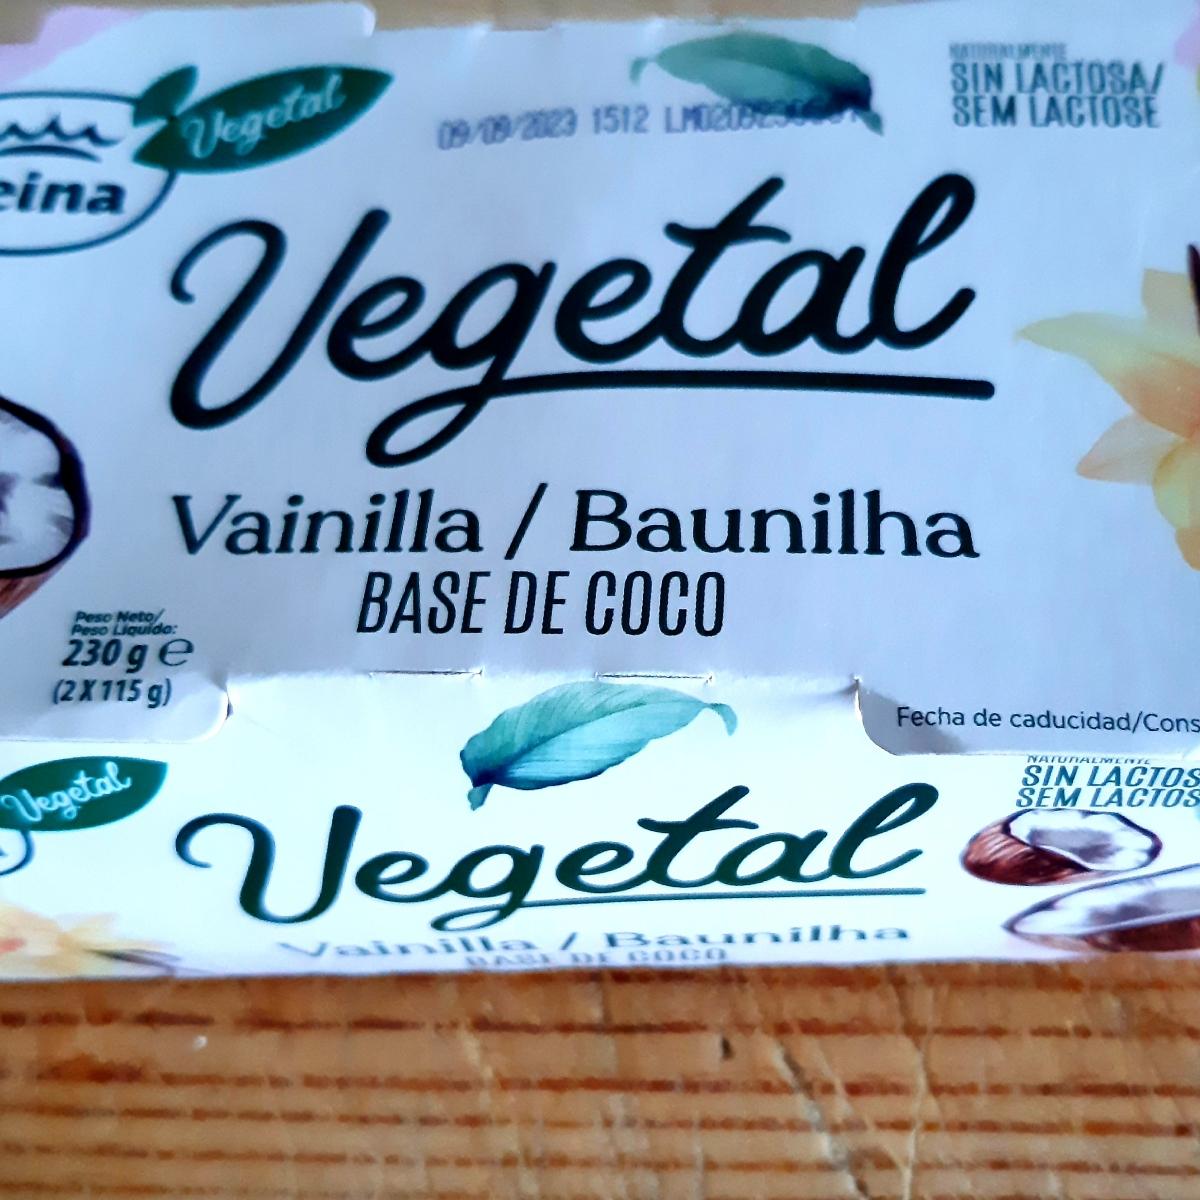 Vegetal
eina
09/09/2023 1512
NATURALMENTE
SIN LACTOSA/
SEM LACTOSE
Vegetal
Vainilla / Baunilha
BASE DE COCO
Peso Neto/
Peso Líquido:
230 g e
(2 X 115 g)
Fecha de caducidad/Cons
Vegetal
NATURALMENTE
SIN LACTOS
SEM LACTOS
Vegetal
Vainilla / Baunilha
BASE DE COCO